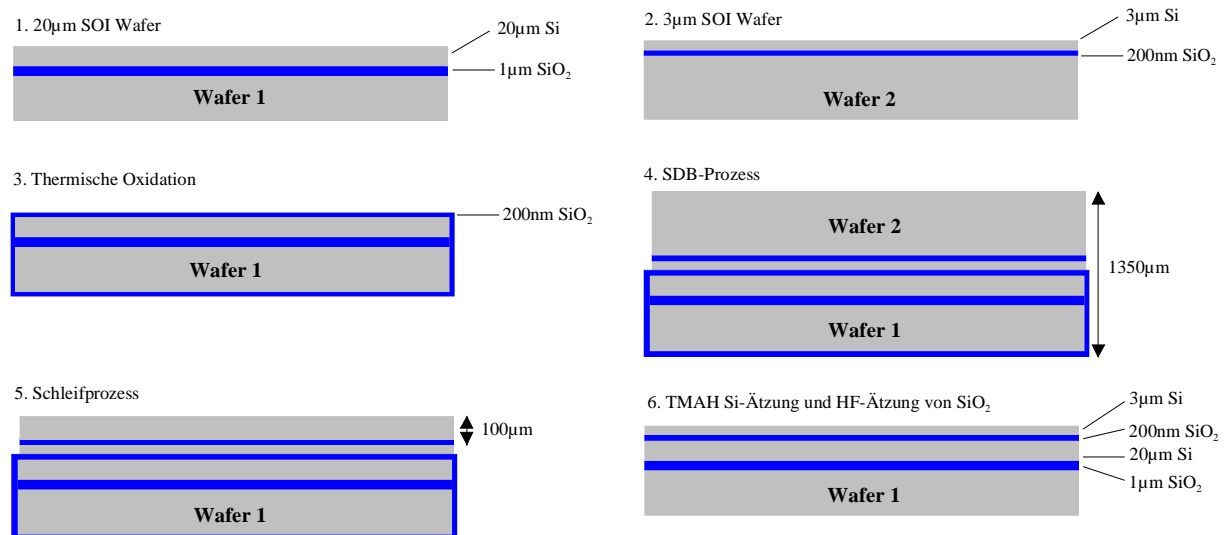 1. 20µm SOI Wafer
20µm Si
1µm SiO₂
Wafer 1
2. 3µm SOI Wafer
3µm Si
200nm SiO₂
Wafer 2
3. Thermische Oxidation
200nm SiO₂
Wafer 1
4. SDB-Prozess
Wafer 2
1350µm
Wafer 1
5. Schleifprozess
100µm
Wafer 1
6. TMAH Si-Ätzung und HF-Ätzung von SiO₂
3µm Si
200nm SiO₂
20µm Si
1µm SiO₂
Wafer 1